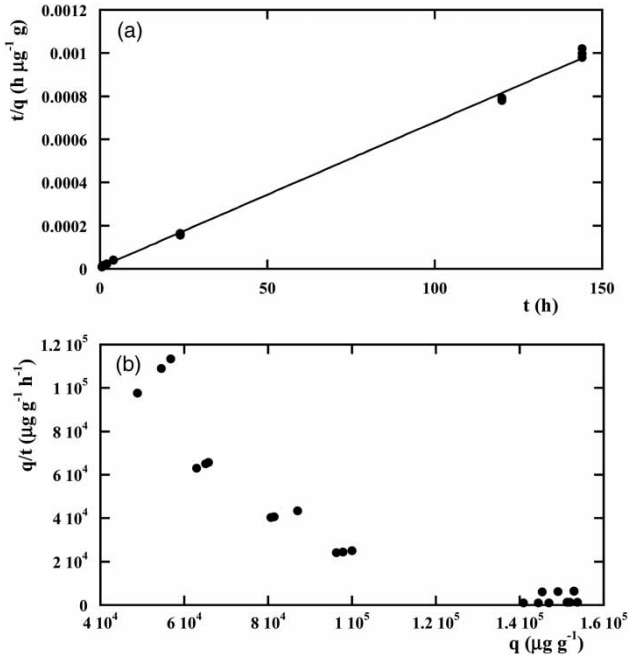 (a)
t/q (h μg⁻¹ g)
0.0012
0.001
0.0008
0.0006
0.0004
0.0002
0
0 50 100 150
t (h)
(b)
q/t (μg g⁻¹ h⁻¹)
1.2 10⁵
1 10⁵
8 10⁴
6 10⁴
4 10⁴
2 10⁴
0
4 10⁴ 6 10⁴ 8 10⁴ 1 10⁵ 1.2 10⁵ 1.4 10⁵ 1.6 10⁵
q (μg g⁻¹)